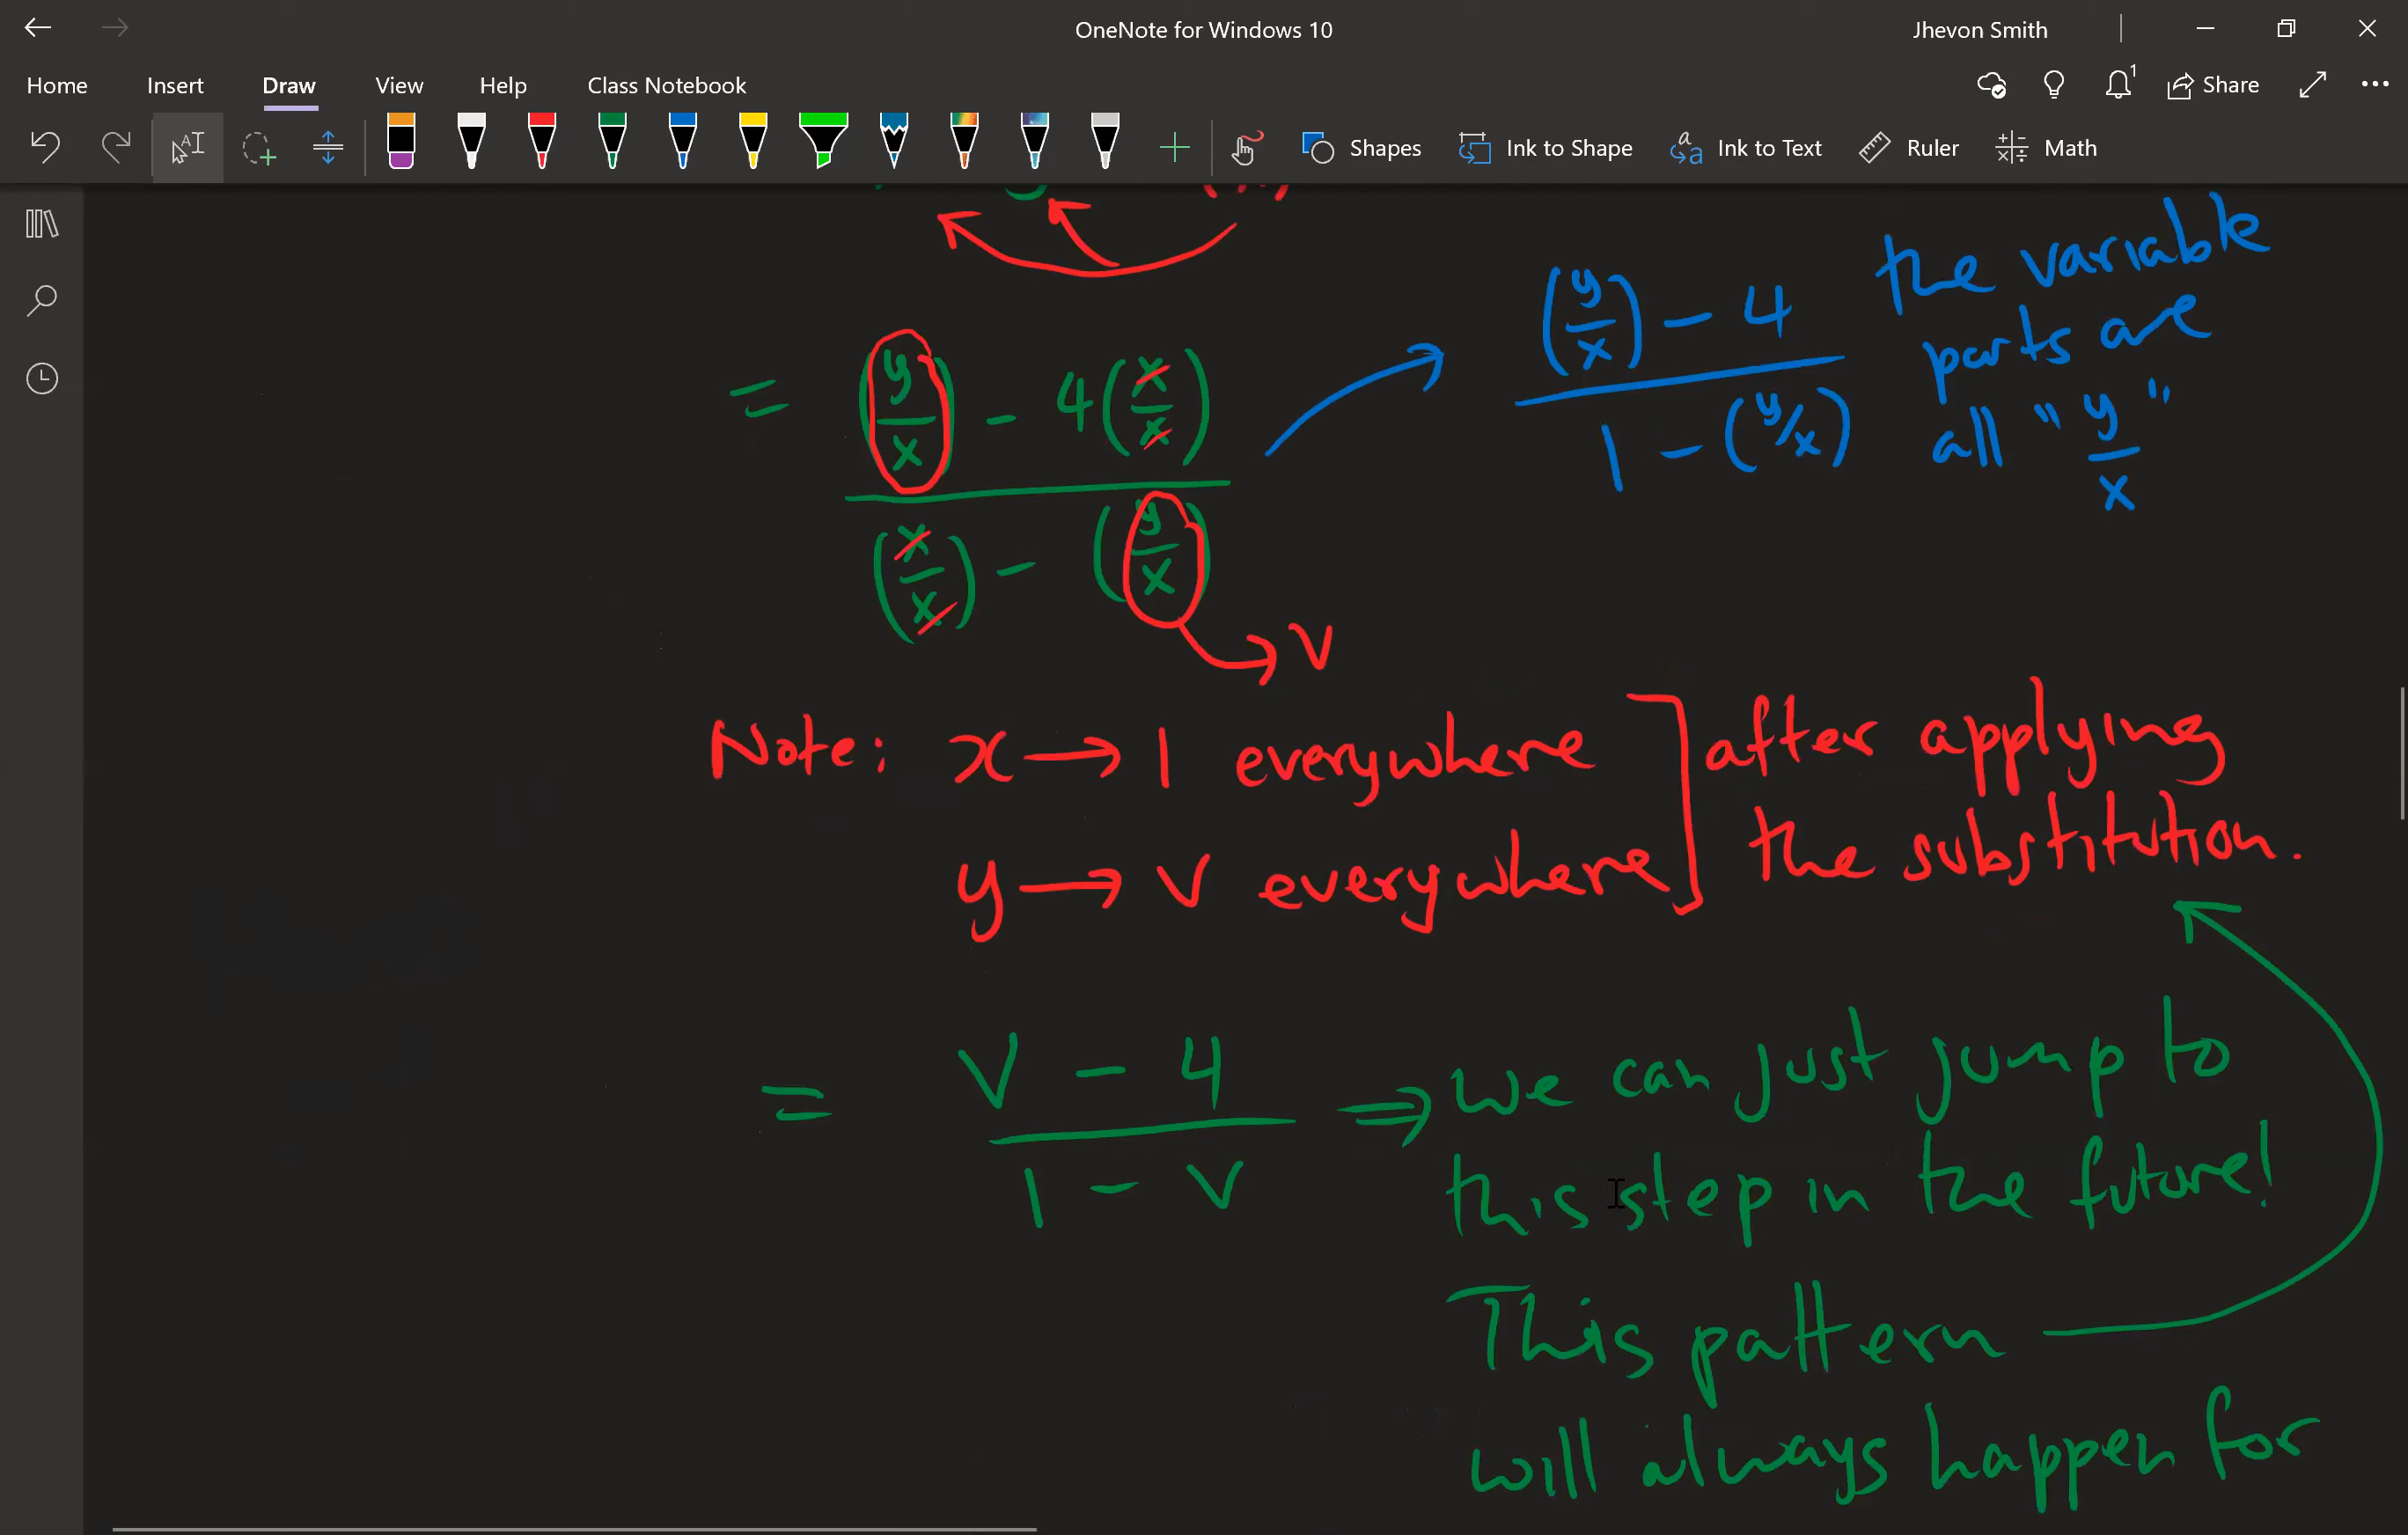 OneNote for Windows 10
Jhevon Smith
Home Insert Draw View Help Class Notebook
1 Share
Shapes Ink to Shape Ink to Text Ruler Math
= (y/x) - 4(x/x) / (x/x) - (y/x)
(y/x) - 4 / 1 - (y/x)
the variable
parts are
all "y/x"
v
Note: x → 1 everywhere ] after applying
y → v everywhere ] the substitution.
= v - 4 / 1 - v ⇒ we can just jump to
this step in the future!
This pattern
will always happen for